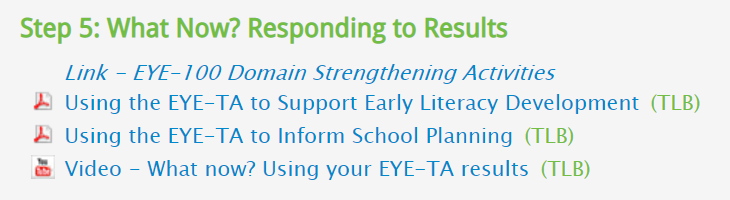 Step 5: What Now? Responding to Results
Link - EYE-100 Domain Strengthening Activities
Using the EYE-TA to Support Early Literacy Development (TLB)
Using the EYE-TA to Inform School Planning (TLB)
Video - What now? Using your EYE-TA results (TLB)